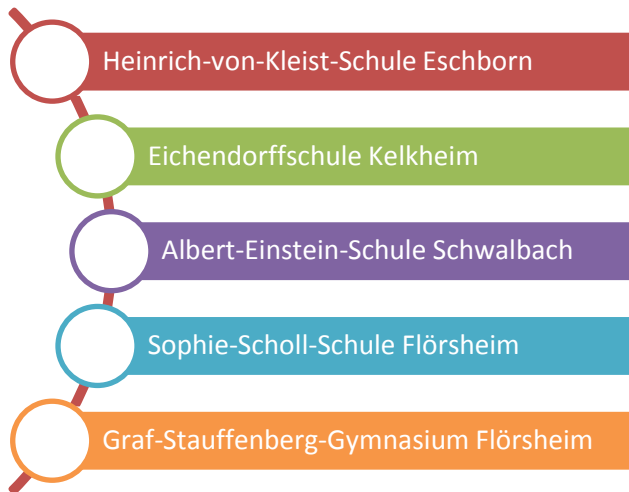 Heinrich-von-Kleist-Schule Eschborn
Eichendorffschule Kelkheim
Albert-Einstein-Schule Schwalbach
Sophie-Scholl-Schule Flörsheim
Graf-Stauffenberg-Gymnasium Flörsheim